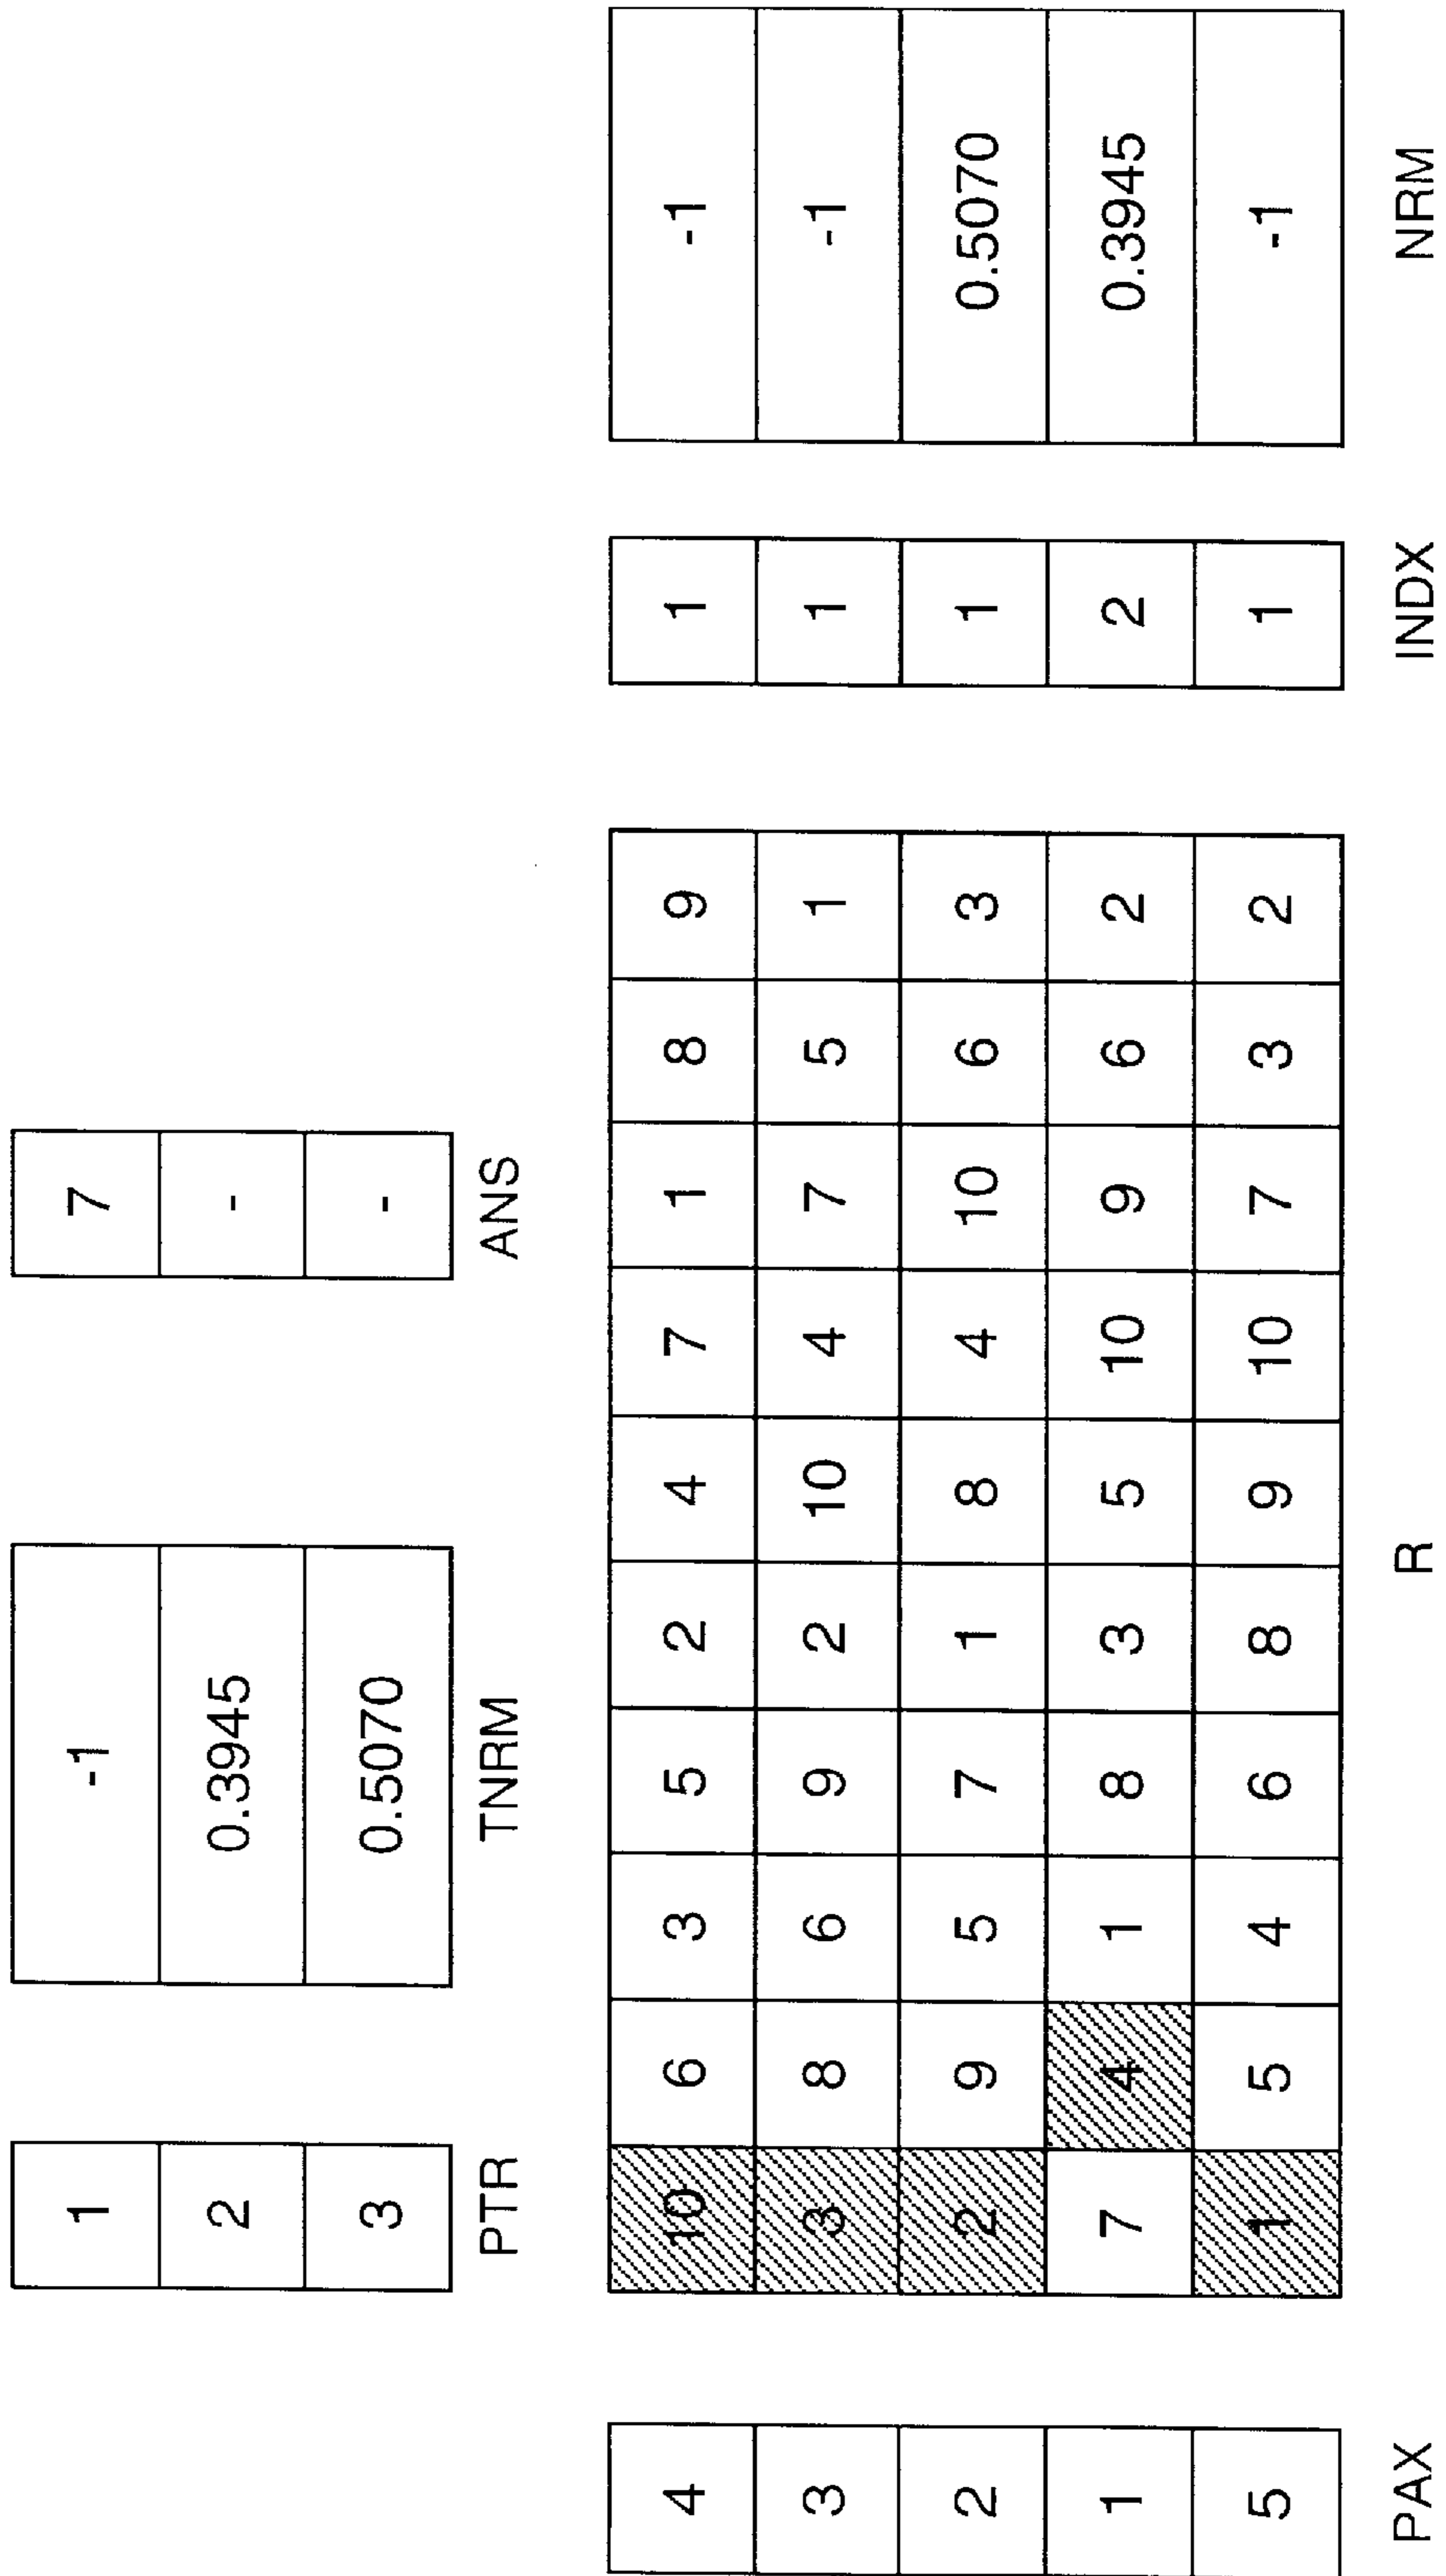 1 -1 7
2 0.3945 -
3 0.5070 -
PTR TNRM ANS
4 10 6 3 5 2 4 7 1 8 9 1 -1
3 3 8 6 9 2 10 4 7 5 1 1 -1
2 2 9 5 7 1 8 4 10 6 3 1 0.5070
1 7 4 1 8 3 5 10 9 6 2 2 0.3945
5 1 5 4 6 8 9 10 7 3 2 1 -1
PAX R INDX NRM